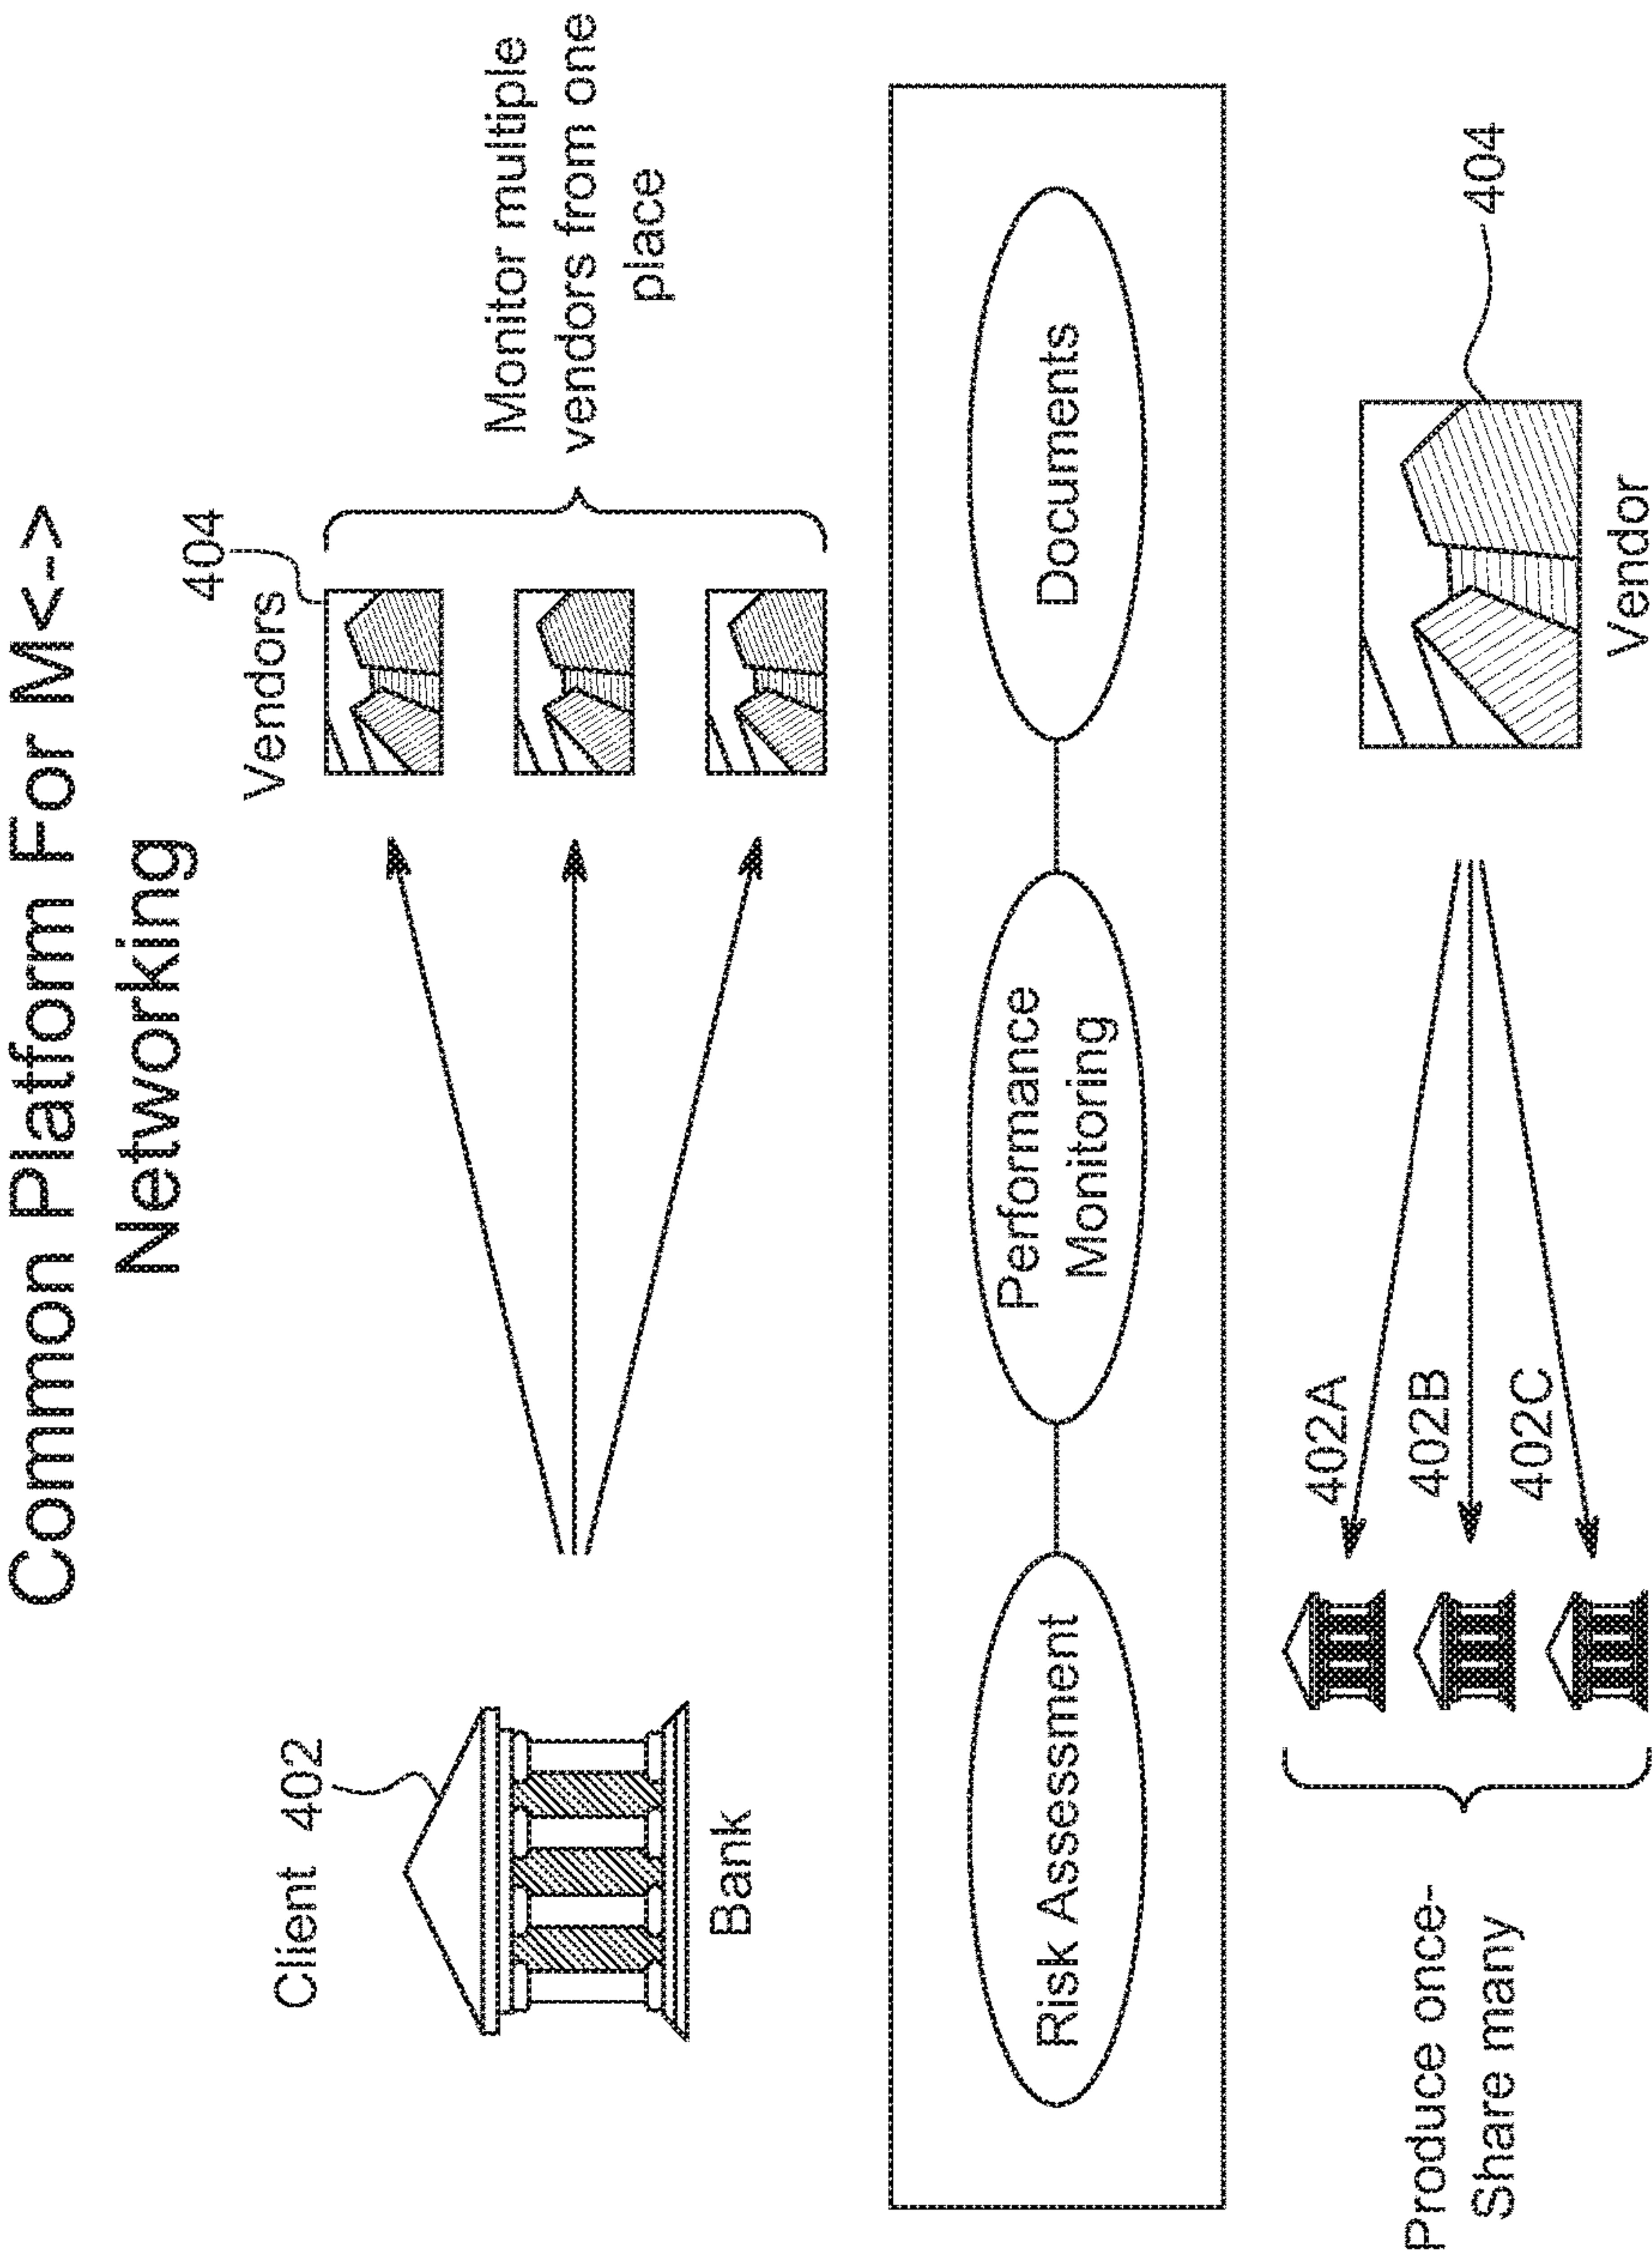 Common Platform For M<->
Networking
Client 402
Bank
Vendors
404
Monitor multiple
vendors from one
place
Risk Assessment
Performance
Monitoring
Documents
Produce once-
Share many
402A
402B
402C
404
Vendor